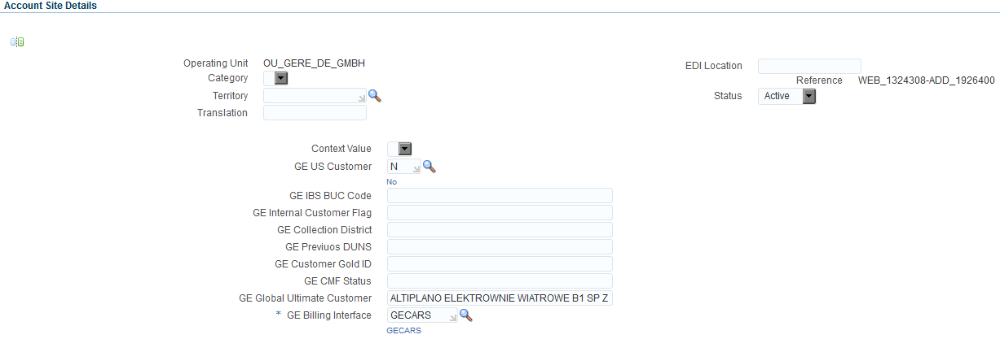 Account Site Details
Operating Unit OU_GERE_DE_GMBH
EDI Location
Category
Reference WEB_1324308-ADD_1926400
Territory
Status Active
Translation
Context Value
GE US Customer N
No
GE IBS BUC Code
GE Internal Customer Flag
GE Collection District
GE Previuos DUNS
GE Customer Gold ID
GE CMF Status
GE Global Ultimate Customer ALTIPLANO ELEKTROWNIE WIATROWE B1 SP Z
* GE Billing Interface GECARS
GECARS